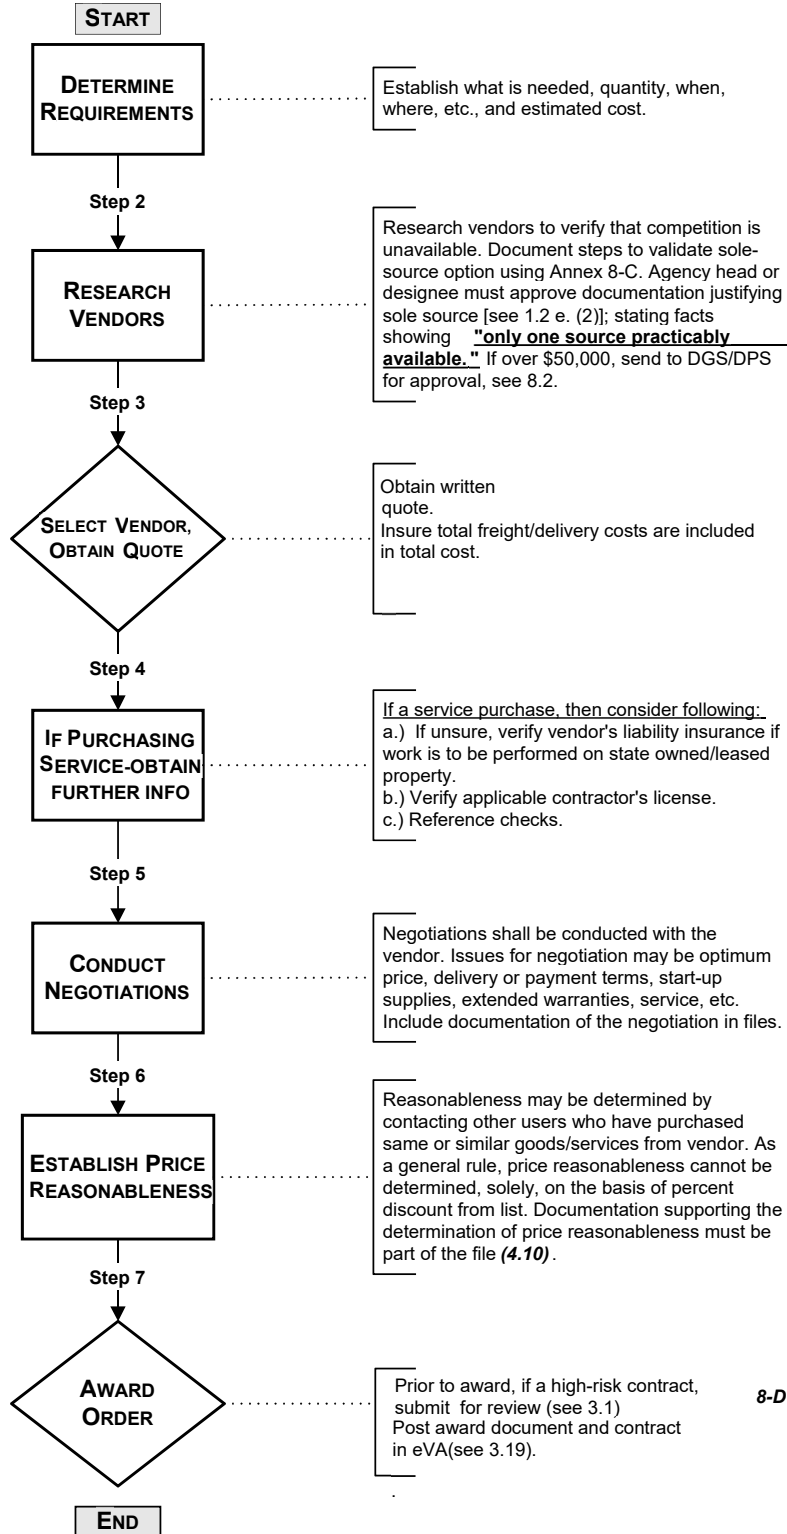 START
DETERMINE
REQUIREMENTS
Establish what is needed, quantity, when,
where, etc., and estimated cost.
Step 2
RESEARCH
VENDORS
Research vendors to verify that competition is
unavailable. Document steps to validate sole-
source option using Annex 8-C. Agency head or
designee must approve documentation justifying
sole source [see 1.2 e. (2)]; stating facts
showing "only one source practicably
available." If over $50,000, send to DGS/DPS
for approval, see 8.2.
Step 3
SELECT VENDOR,
OBTAIN QUOTE
Obtain written
quote.
Insure total freight/delivery costs are included
in total cost.
Step 4
IF PURCHASING
SERVICE-OBTAIN
FURTHER INFO
If a service purchase, then consider following:
a.) If unsure, verify vendor's liability insurance if
work is to be performed on state owned/leased
property.
b.) Verify applicable contractor's license.
c.) Reference checks.
Step 5
CONDUCT
NEGOTIATIONS
Negotiations shall be conducted with the
vendor. Issues for negotiation may be optimum
price, delivery or payment terms, start-up
supplies, extended warranties, service, etc.
Include documentation of the negotiation in files.
Step 6
ESTABLISH PRICE
REASONABLENESS
Reasonableness may be determined by
contacting other users who have purchased
same or similar goods/services from vendor. As
a general rule, price reasonableness cannot be
determined, solely, on the basis of percent
discount from list. Documentation supporting the
determination of price reasonableness must be
part of the file (4.10).
Step 7
AWARD
ORDER
Prior to award, if a high-risk contract,
submit for review (see 3.1)
Post award document and contract
in eVA(see 3.19).
.
8-D
END